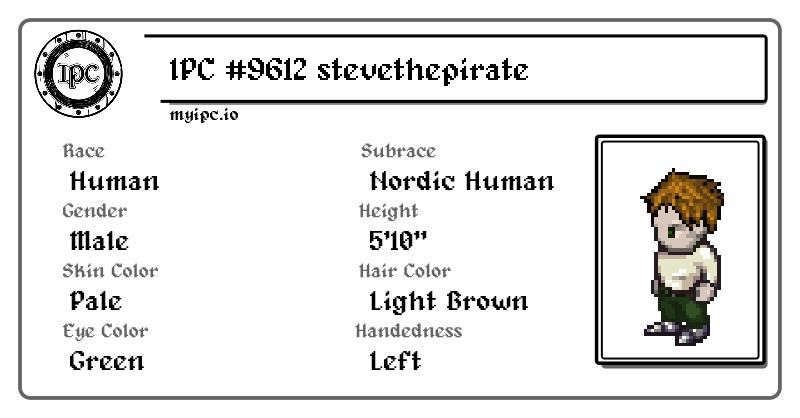 IPC
IPC #9612 stevethepirate
myipc.io
Race
Human
Subrace
Nordic Human
Gender
Male
Height
5'10"
Skin Color
Pale
Hair Color
Light Brown
Eye Color
Green
Handedness
Left